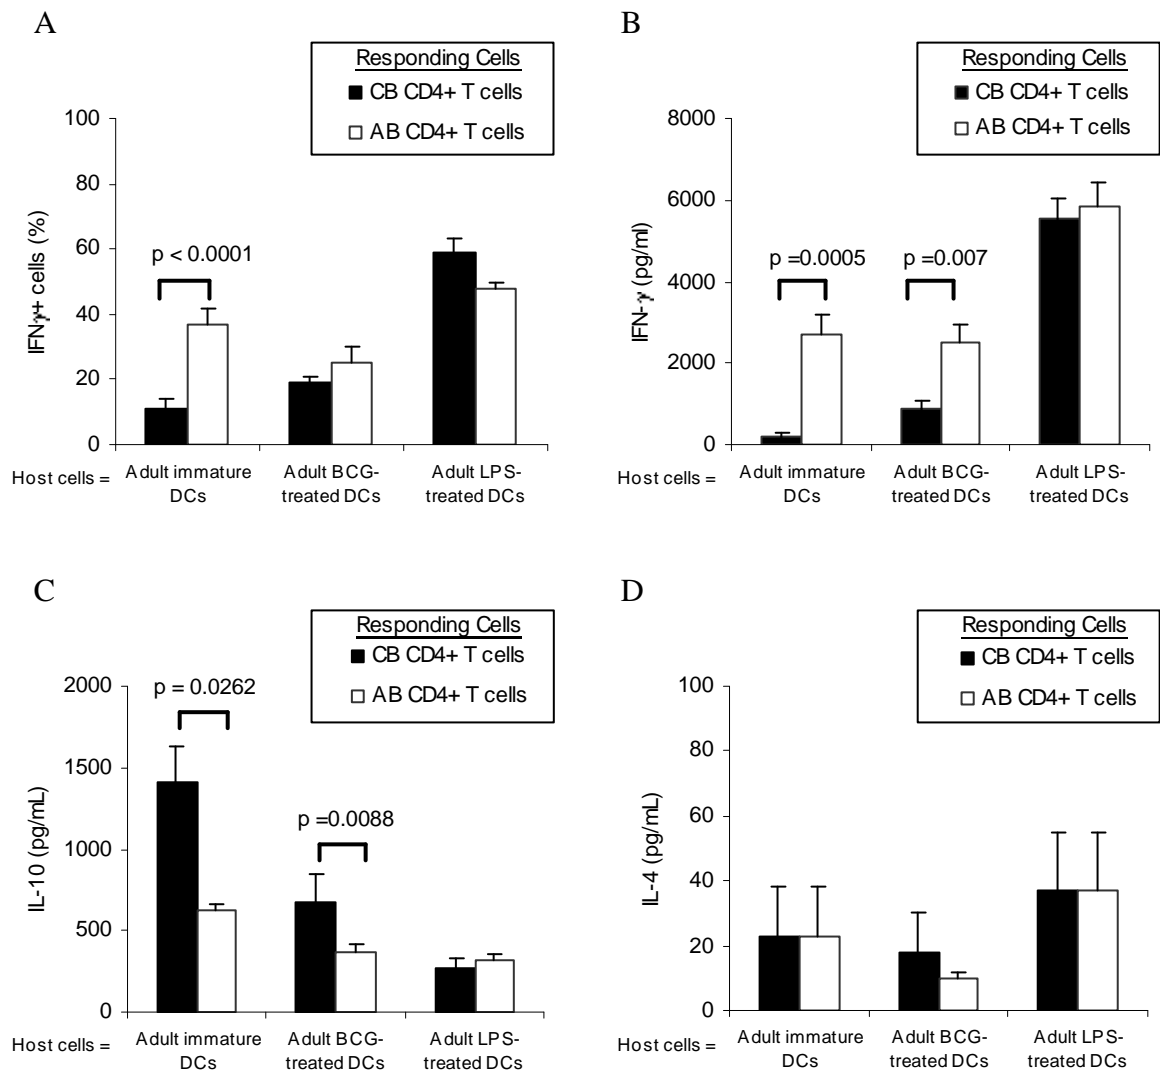 A
Responding Cells
CB CD4+ T cells
AB CD4+ T cells
IFNγ+ cells (%)
100
80
60
40
20
0
p < 0.0001
Host cells =
Adult immature
DCs
Adult BCG-
treated DCs
Adult LPS-
treated DCs
B
Responding Cells
CB CD4+ T cells
AB CD4+ T cells
IFN-γ (pg/ml)
8000
6000
4000
2000
0
p =0.0005
p =0.007
Host cells =
Adult immature
DCs
Adult BCG-
treated DCs
Adult LPS-
treated DCs
C
Responding Cells
CB CD4+ T cells
AB CD4+ T cells
IL-10 (pg/mL)
2000
1500
1000
500
0
p = 0.0262
p =0.0088
Host cells =
Adult immature
DCs
Adult BCG-
treated DCs
Adult LPS-
treated DCs
D
Responding Cells
CB CD4+ T cells
AB CD4+ T cells
IL-4 (pg/mL)
100
80
60
40
20
0
Host cells =
Adult immature
DCs
Adult BCG-
treated DCs
Adult LPS-
treated DCs